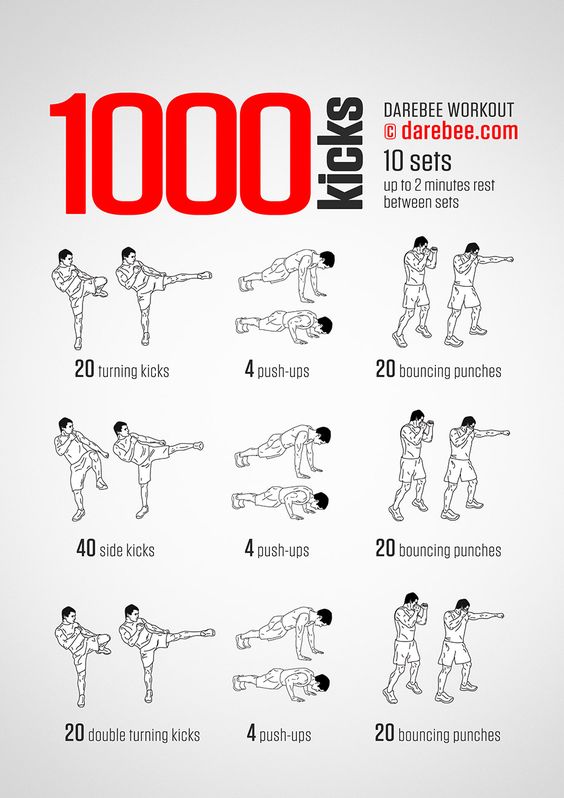 1000 kicks
DAREBEE WORKOUT
© darebee.com
10 sets
up to 2 minutes rest
between sets
20 turning kicks
4 push-ups
20 bouncing punches
40 side kicks
4 push-ups
20 bouncing punches
20 double turning kicks
4 push-ups
20 bouncing punches